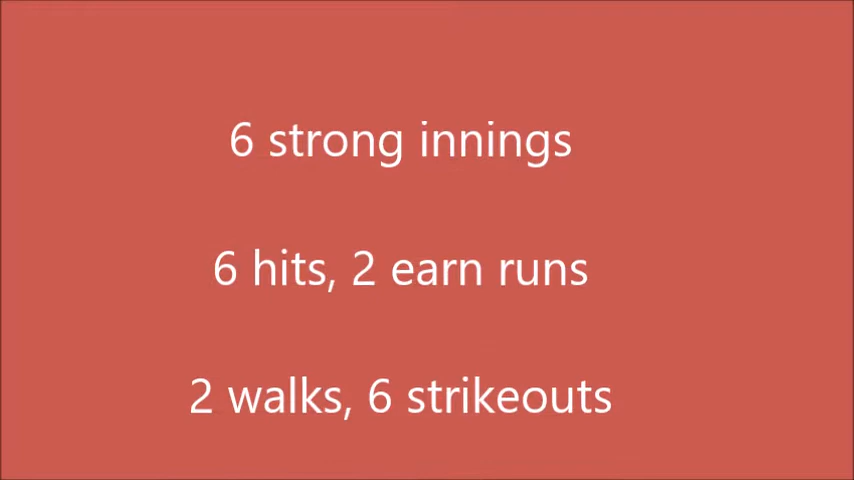 6 strong innings
6 hits, 2 earn runs
2 walks, 6 strikeouts